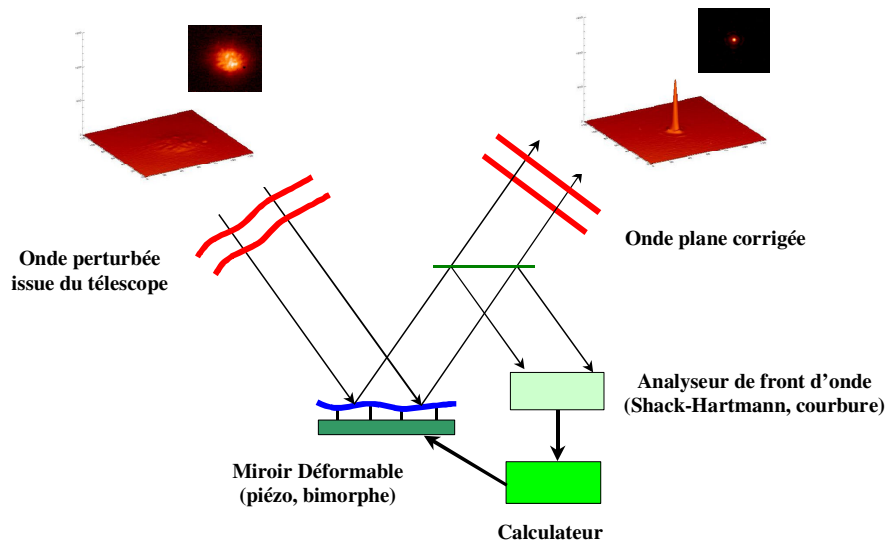 Onde perturbée
issue du télescope
Onde plane corrigée
Analyseur de front d’onde
(Shack-Hartmann, courbure)
Miroir Déformable
(piézo, bimorphe)
Calculateur